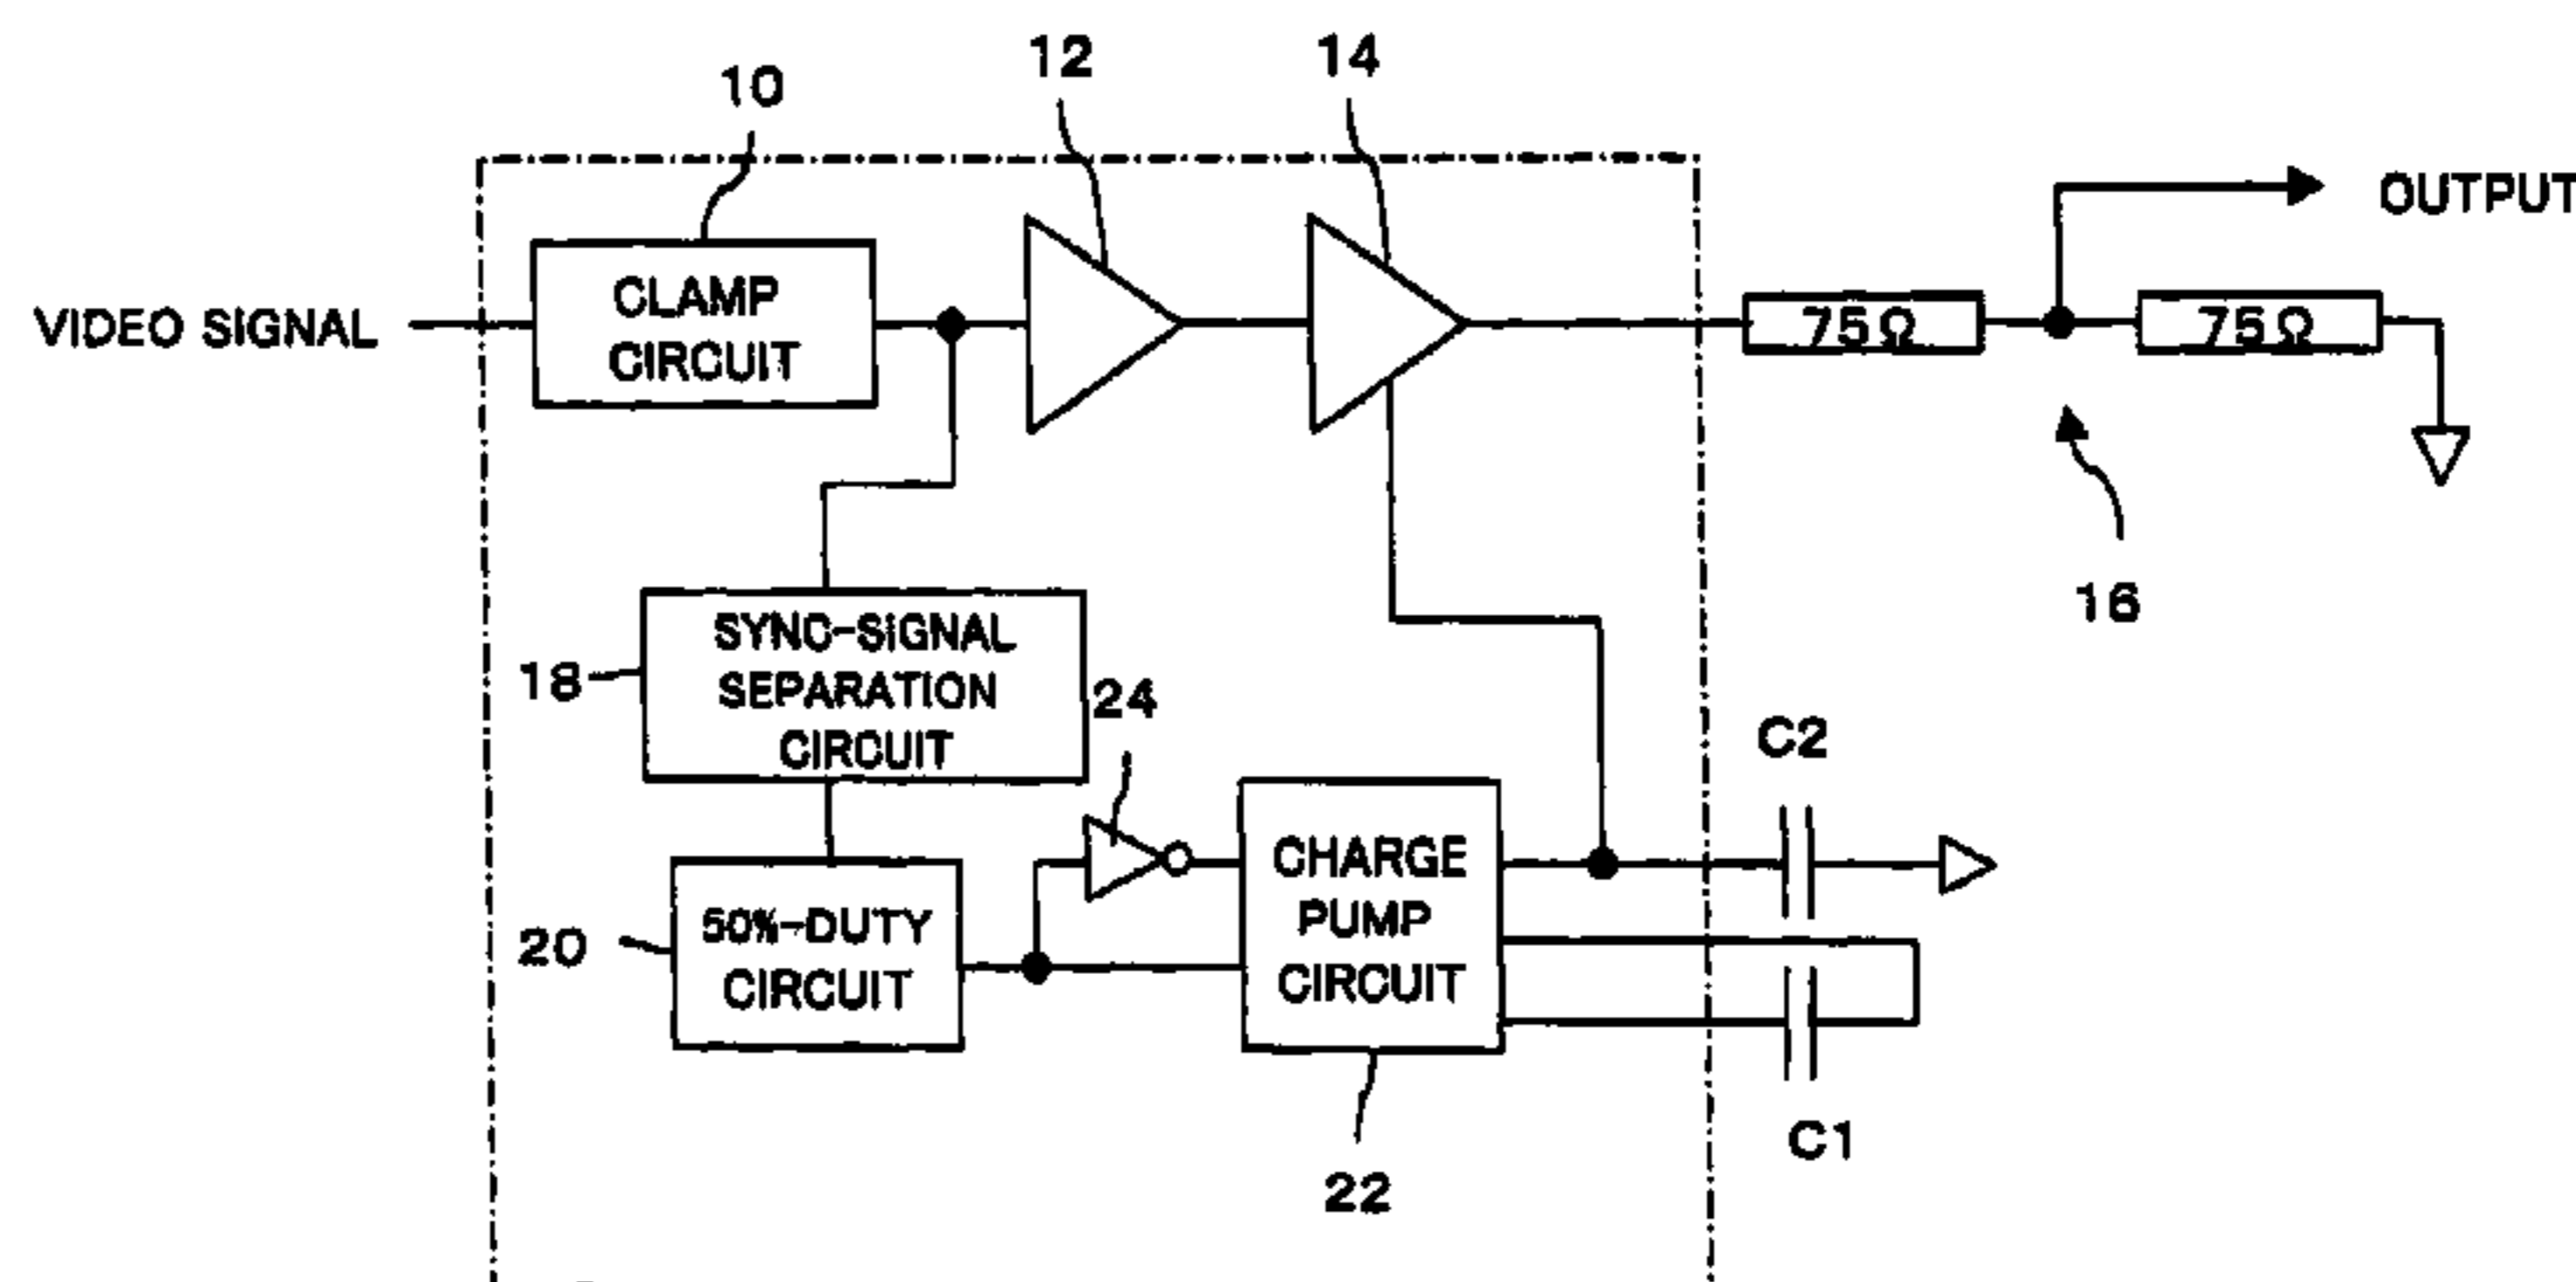 10
12
14
OUTPUT
VIDEO SIGNAL
CLAMP
CIRCUIT
75Ω
75Ω
16
18
SYNC-SIGNAL
SEPARATION
CIRCUIT
24
C2
20
50%-DUTY
CIRCUIT
CHARGE
PUMP
CIRCUIT
C1
22